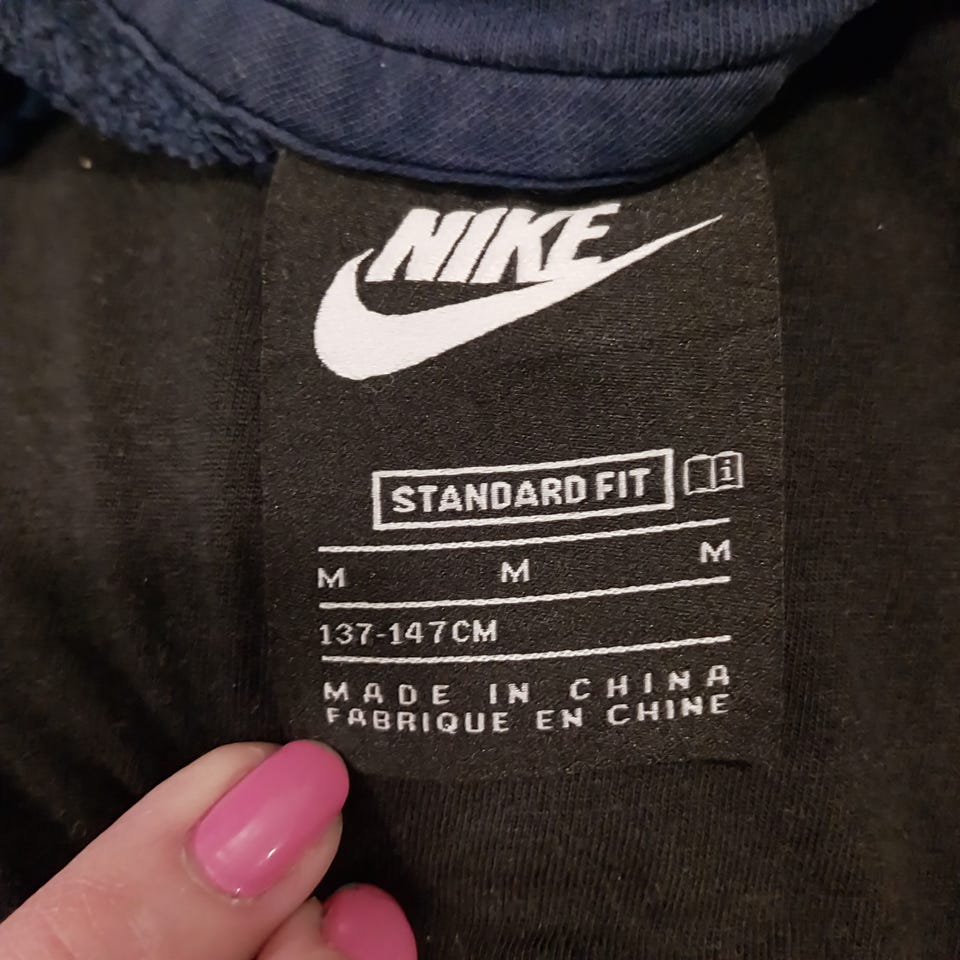 NIKE
STANDARD FIT i
M M M
137-147CM
MADE IN CHINA
FABRIQUE EN CHINE